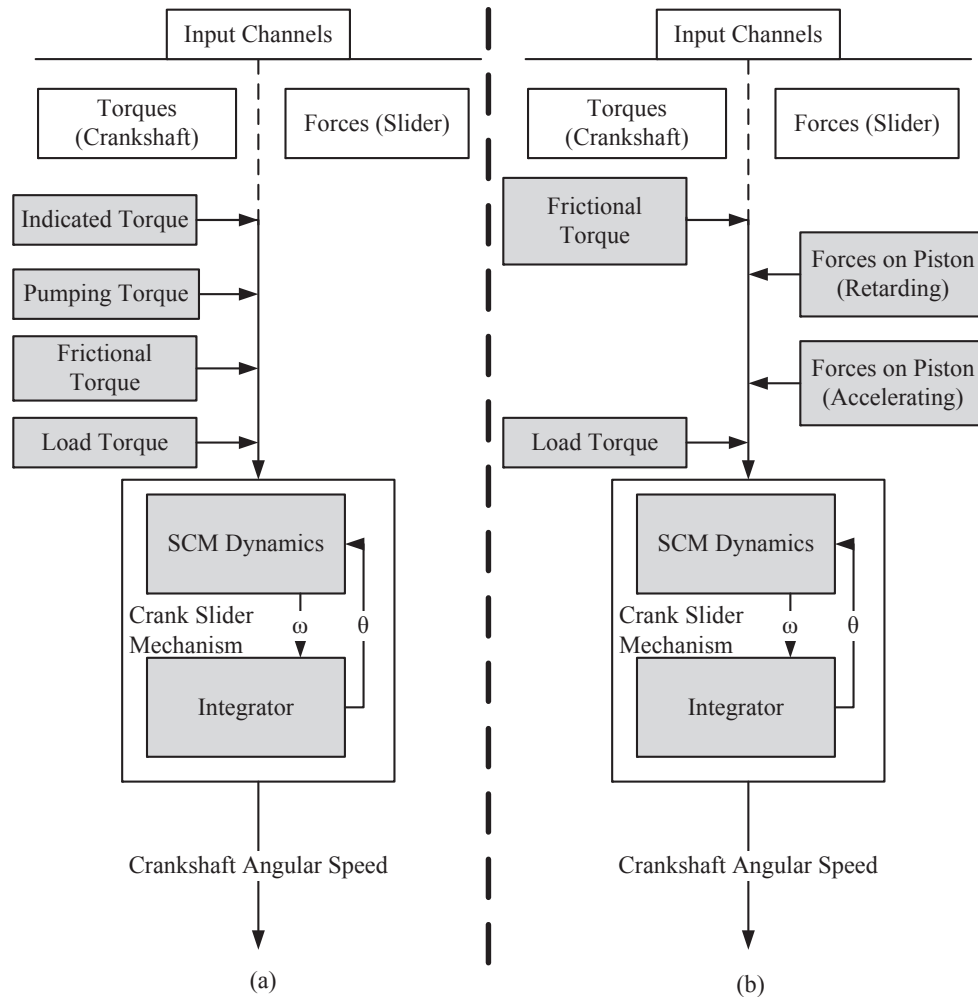 Input Channels
Torques
(Crankshaft)
Forces (Slider)
Indicated Torque
Pumping Torque
Frictional
Torque
Load Torque
SCM Dynamics
Crank Slider
Mechanism
ω
θ
Integrator
Crankshaft Angular Speed
(a)
Input Channels
Torques
(Crankshaft)
Forces (Slider)
Frictional
Torque
Forces on Piston
(Retarding)
Forces on Piston
(Accelerating)
Load Torque
SCM Dynamics
Crank Slider
Mechanism
ω
θ
Integrator
Crankshaft Angular Speed
(b)